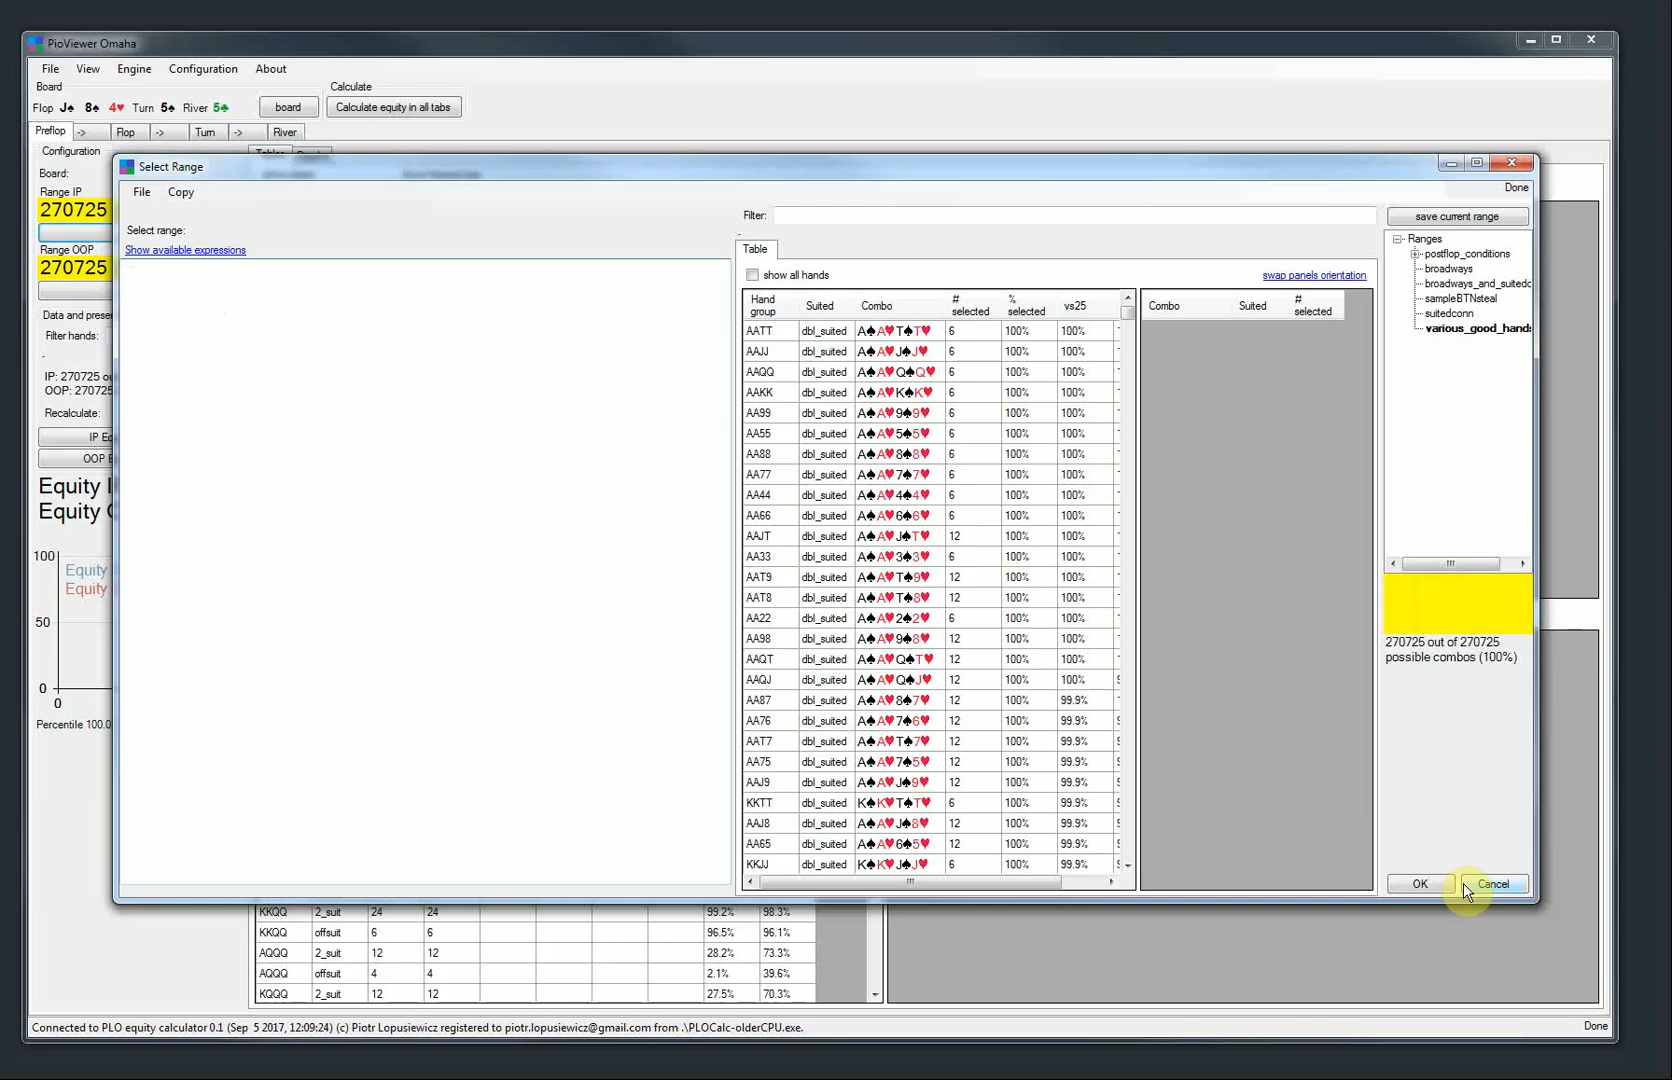 PioViewer Omaha
File View Engine Configuration About
Board Calculate
Flop J♠ 8♠ 4♥ Turn 5♠ River 5♣ board Calculate equity in all tabs
Preflop -> Flop -> Turn -> River
Configuration
Board:
Range IP
270725
Range OOP
270725
Data and prese
Filter hands:
-
IP: 270725 ou
OOP: 270725
Recalculate:
IP Ec
OOP E
Equity I
Equity
100
Equity
Equity
50
0
0
Percentile 100.0
Select Range
File Copy
Done
Select range:
Show available expressions
Filter:
-
Table
show all hands swap panels orientation
Hand group Suited Combo # selected % selected vs25
AATT dbl_suited A♠A♥T♠T♥ 6 100% 100%
AAJJ dbl_suited A♠A♥J♠J♥ 6 100% 100%
AAQQ dbl_suited A♠A♥Q♠Q♥ 6 100% 100%
AAKK dbl_suited A♠A♥K♠K♥ 6 100% 100%
AA99 dbl_suited A♠A♥9♠9♥ 6 100% 100%
AA55 dbl_suited A♠A♥5♠5♥ 6 100% 100%
AA88 dbl_suited A♠A♥8♠8♥ 6 100% 100%
AA77 dbl_suited A♠A♥7♠7♥ 6 100% 100%
AA44 dbl_suited A♠A♥4♠4♥ 6 100% 100%
AA66 dbl_suited A♠A♥6♠6♥ 6 100% 100%
AAJT dbl_suited A♠A♥J♠T♥ 12 100% 100%
AA33 dbl_suited A♠A♥3♠3♥ 6 100% 100%
AAT9 dbl_suited A♠A♥T♠9♥ 12 100% 100%
AAT8 dbl_suited A♠A♥T♠8♥ 12 100% 100%
AA22 dbl_suited A♠A♥2♠2♥ 6 100% 100%
AA98 dbl_suited A♠A♥9♠8♥ 12 100% 100%
AAQT dbl_suited A♠A♥Q♠T♥ 12 100% 100%
AAQJ dbl_suited A♠A♥Q♠J♥ 12 100% 100%
AA87 dbl_suited A♠A♥8♠7♥ 12 100% 99.9%
AA76 dbl_suited A♠A♥7♠6♥ 12 100% 99.9%
AAT7 dbl_suited A♠A♥T♠7♥ 12 100% 99.9%
AA75 dbl_suited A♠A♥7♠5♥ 12 100% 99.9%
AAJ9 dbl_suited A♠A♥J♠9♥ 12 100% 99.9%
KKTT dbl_suited K♠K♥T♠T♥ 6 100% 99.9%
AAJ8 dbl_suited A♠A♥J♠8♥ 12 100% 99.9%
AA65 dbl_suited A♠A♥6♠5♥ 12 100% 99.9%
KKJJ dbl_suited K♠K♥J♠J♥ 6 100% 99.9%
Combo Suited # selected
save current range
Ranges
postflop_conditions
broadways
broadways_and_suitedc
sampleBTNsteal
suitedconn
various_good_hands
270725 out of 270725
possible combos (100%)
OK Cancel
KKQQ 2_suit 24 24 99.2% 98.3%
KKQQ offsuit 6 6 96.5% 96.1%
AQQQ 2_suit 12 12 28.2% 73.3%
AQQQ offsuit 4 4 2.1% 39.6%
KQQQ 2_suit 12 12 27.5% 70.3%
Connected to PLO equity calculator 0.1 (Sep 5 2017, 12:09:24) (c) Piotr Lopusiewicz registered to piotr.lopusiewicz@gmail.com from .\PLOCalc-olderCPU.exe. Done